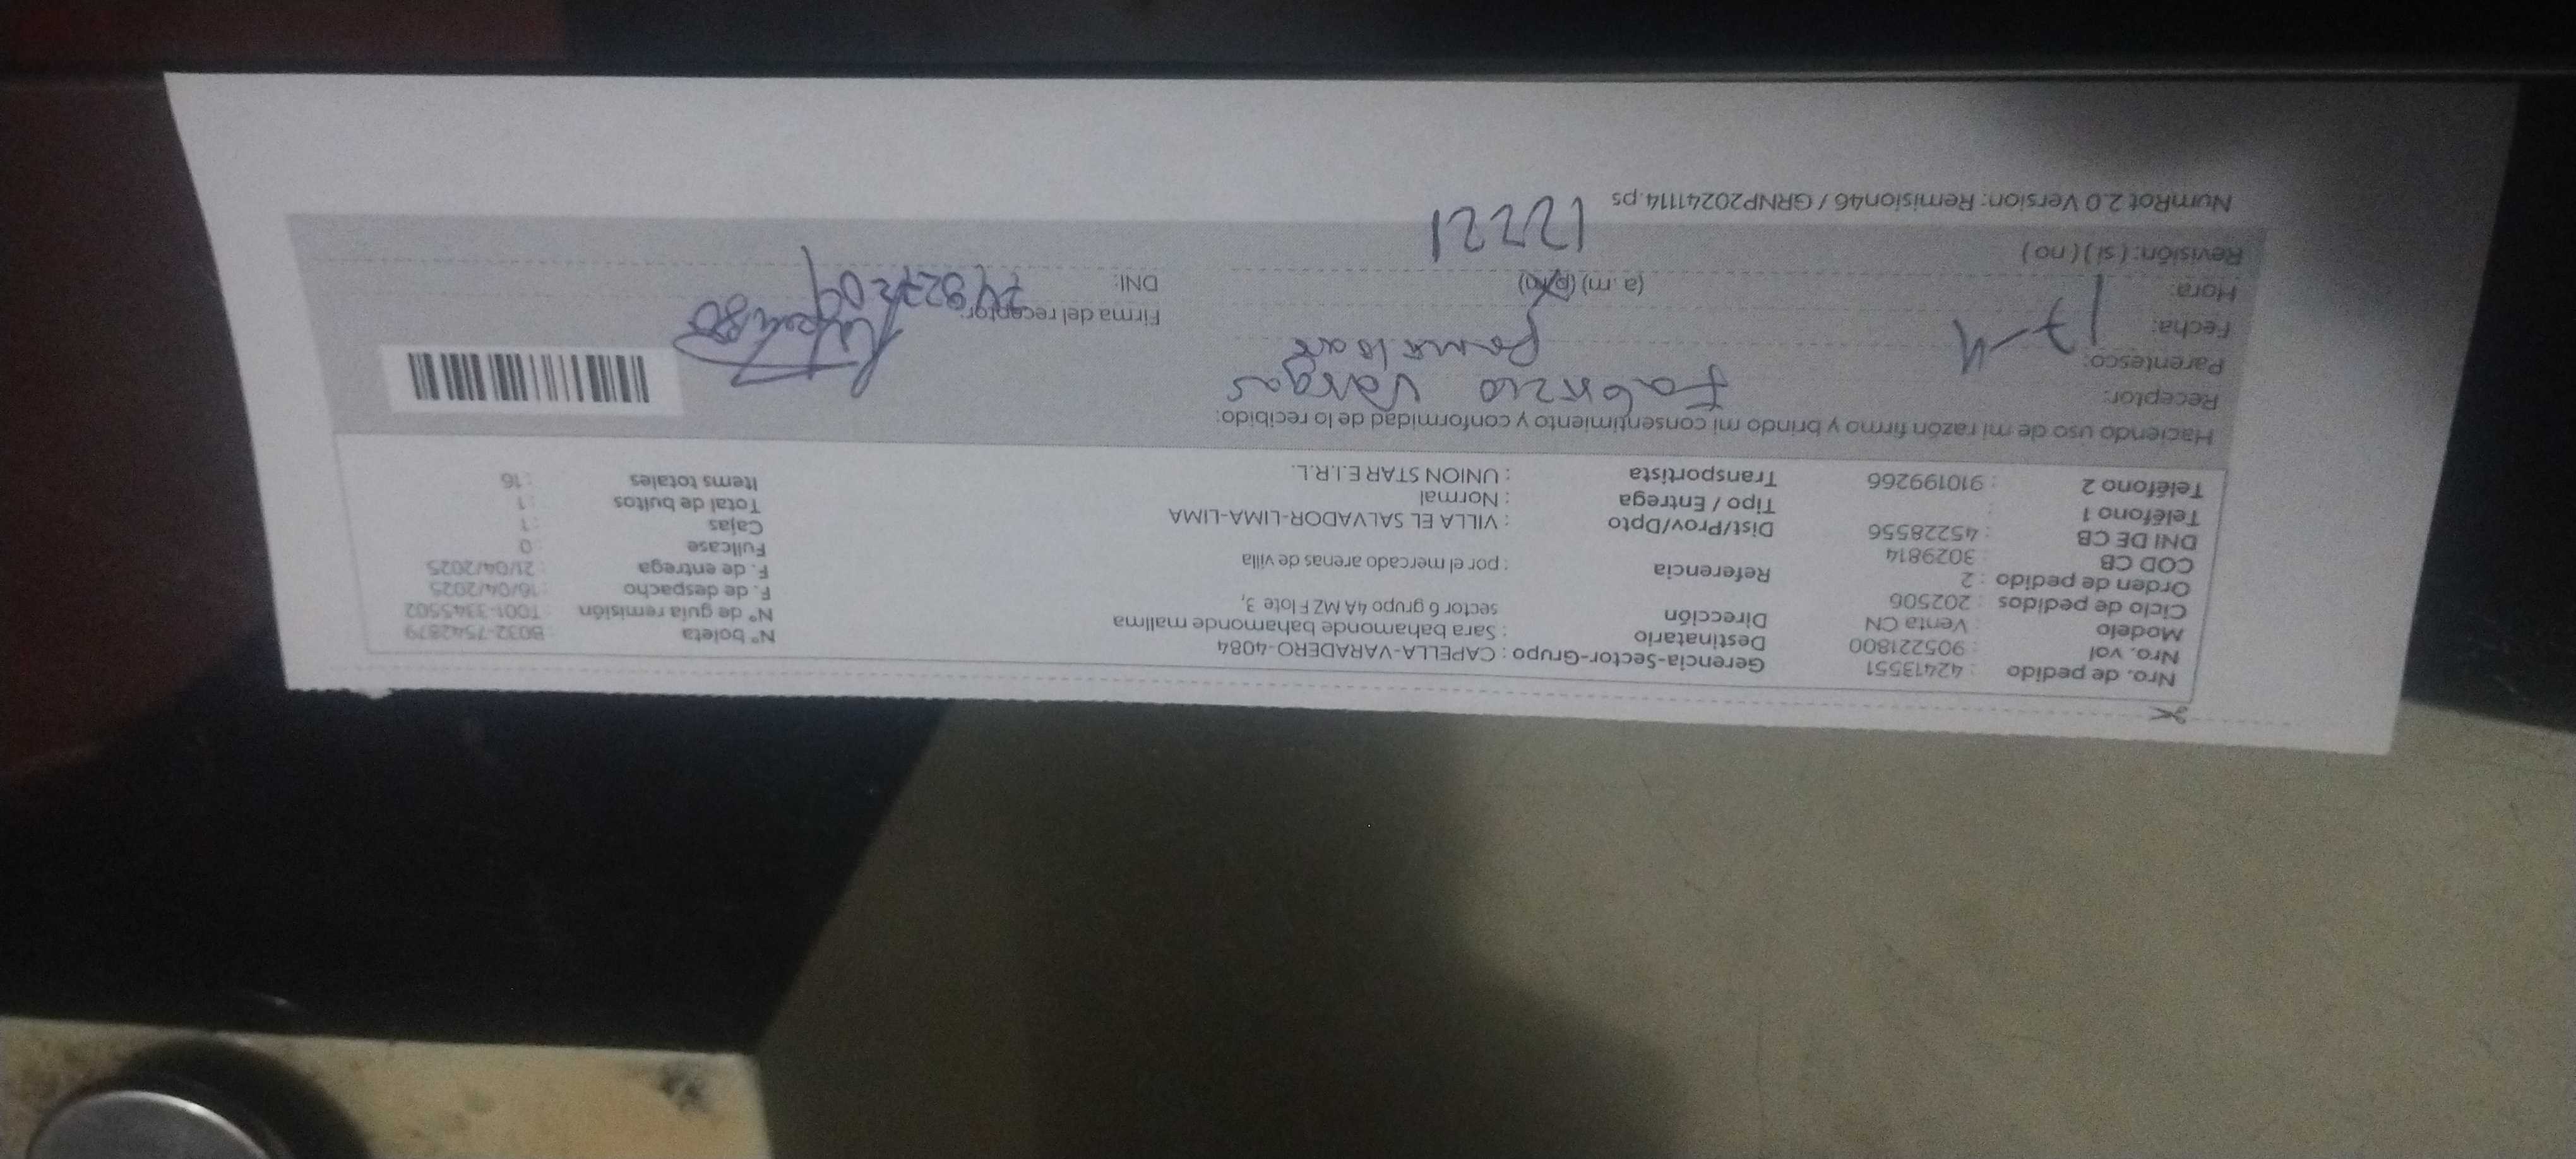 Nro. de pedido : 42413551
Nro. vol : 905221800
Modelo : Venta CN
Ciclo de pedidos : 202506
Orden de pedido : 2
COD CB : 3029814
DNI DE CB : 45228556
Teléfono 1 :
Teléfono 2 : 910199266
Gerencia-Sector-Grupo : CAPELLA-VARADERO-4084
Destinatario : Sara bahamonde bahamonde mallma
Dirección sector 6 grupo 4A MZ F lote 3,
Referencia : por el mercado arenas de villa
Dist/Prov/Dpto : VILLA EL SALVADOR-LIMA-LIMA
Tipo / Entrega : Normal
Transportista : UNION STAR E.I.R.L.
N° boleta : B032-7542879
N° de guía remisión : T001-3345502
F. de despacho : 16/04/2025
F. de entrega : 21/04/2025
Fullcase : 0
Cajas : 1
Total de bultos : 1
Items totales : 16
Haciendo uso de mi razón firmo y brindo mi consentimiento y conformidad de lo recibido:
Receptor: Fabrizio Vargas
Parentesco:
Fecha: 17-4
Hora: (a. m) (p. m)
Revisión: ( si ) ( no ) 12221
Firma del receptor:
DNI:
NumRot 2.0 Version: Remision46 / GRNP20241114.ps